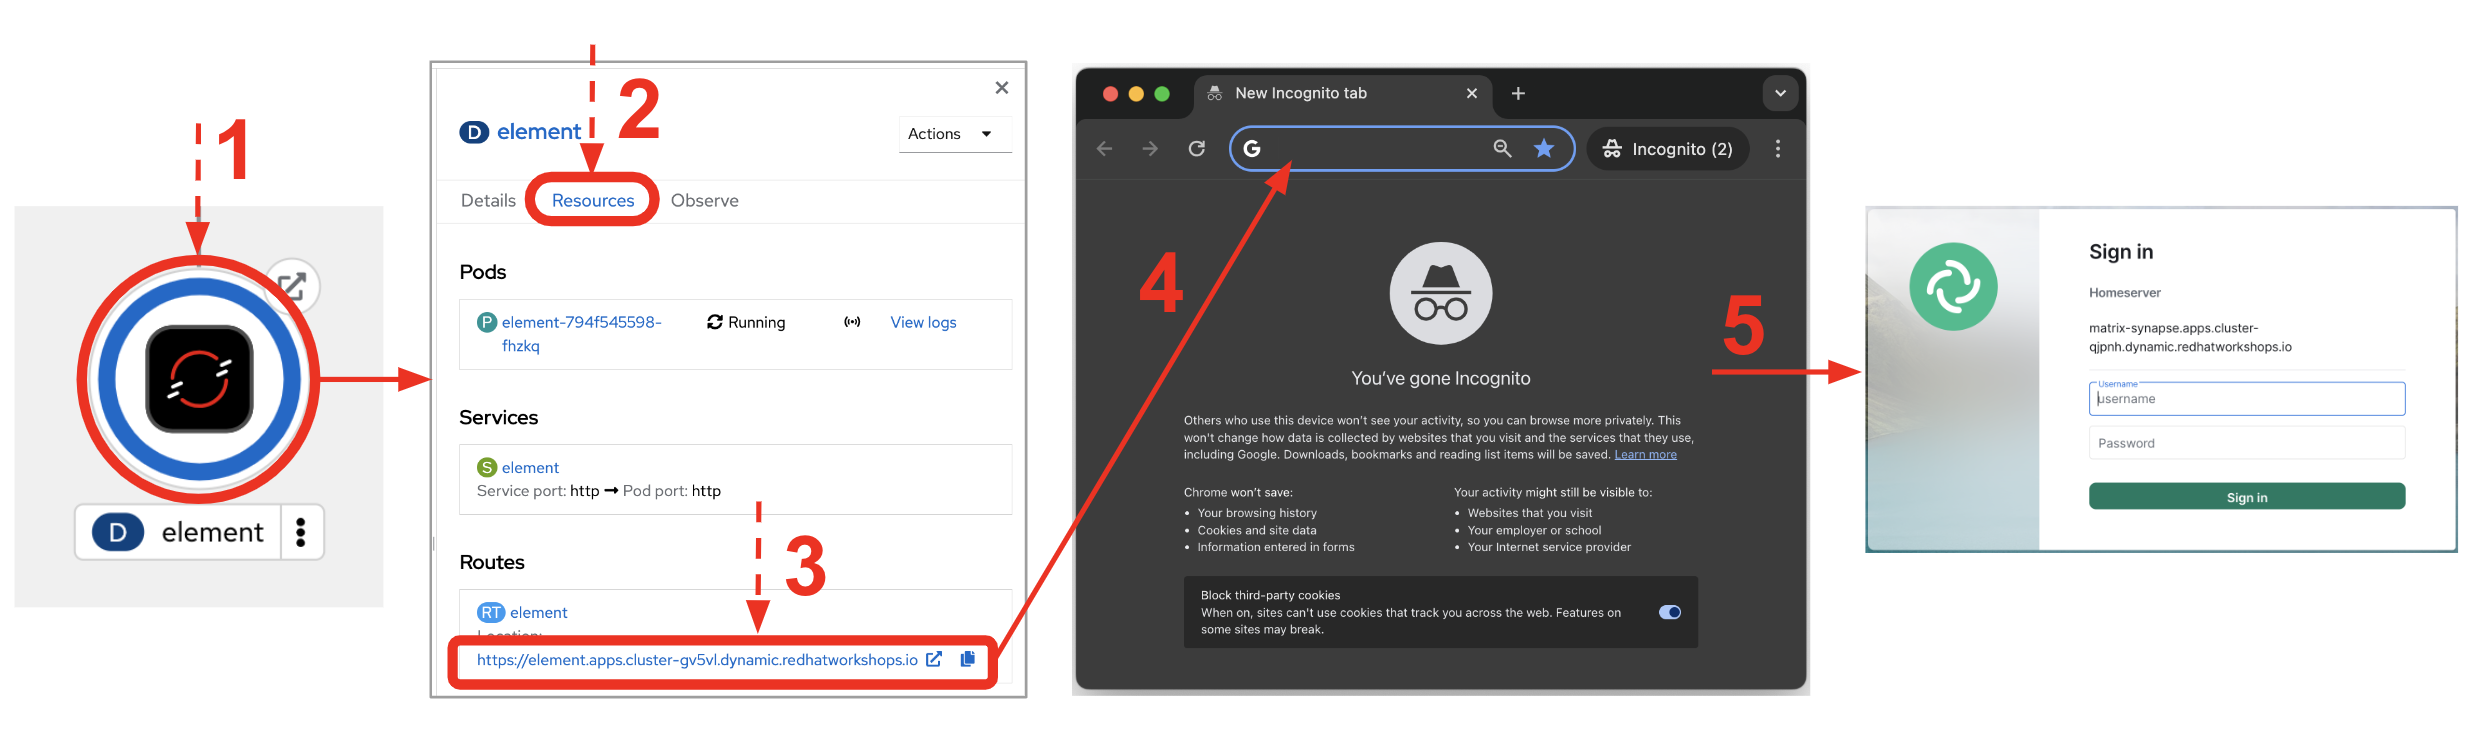 1
D element
2
D element
Actions
Details Resources Observe
Pods
P element-794f545598-
fhzkq
Running
View logs
Services
S element
Service port: http → Pod port: http
3
Routes
RT element
Location:
https://element.apps.cluster-gv5vl.dynamic.redhatworkshops.io
4
New Incognito tab
G
Incognito (2)
You've gone Incognito
Others who use this device won't see your activity, so you can browse more privately. This
won't change how data is collected by websites that you visit and the services that they use,
including Google. Downloads, bookmarks and reading list items will be saved. Learn more
Chrome won't save:
• Your browsing history
• Cookies and site data
• Information entered in forms
Your activity might still be visible to:
• Websites that you visit
• Your employer or school
• Your Internet service provider
Block third-party cookies
When on, sites can't use cookies that track you across the web. Features on
some sites may break.
5
Sign in
Homeserver
matrix-synapse.apps.cluster-
qjpnh.dynamic.redhatworkshops.io
Username
username
Password
Sign in